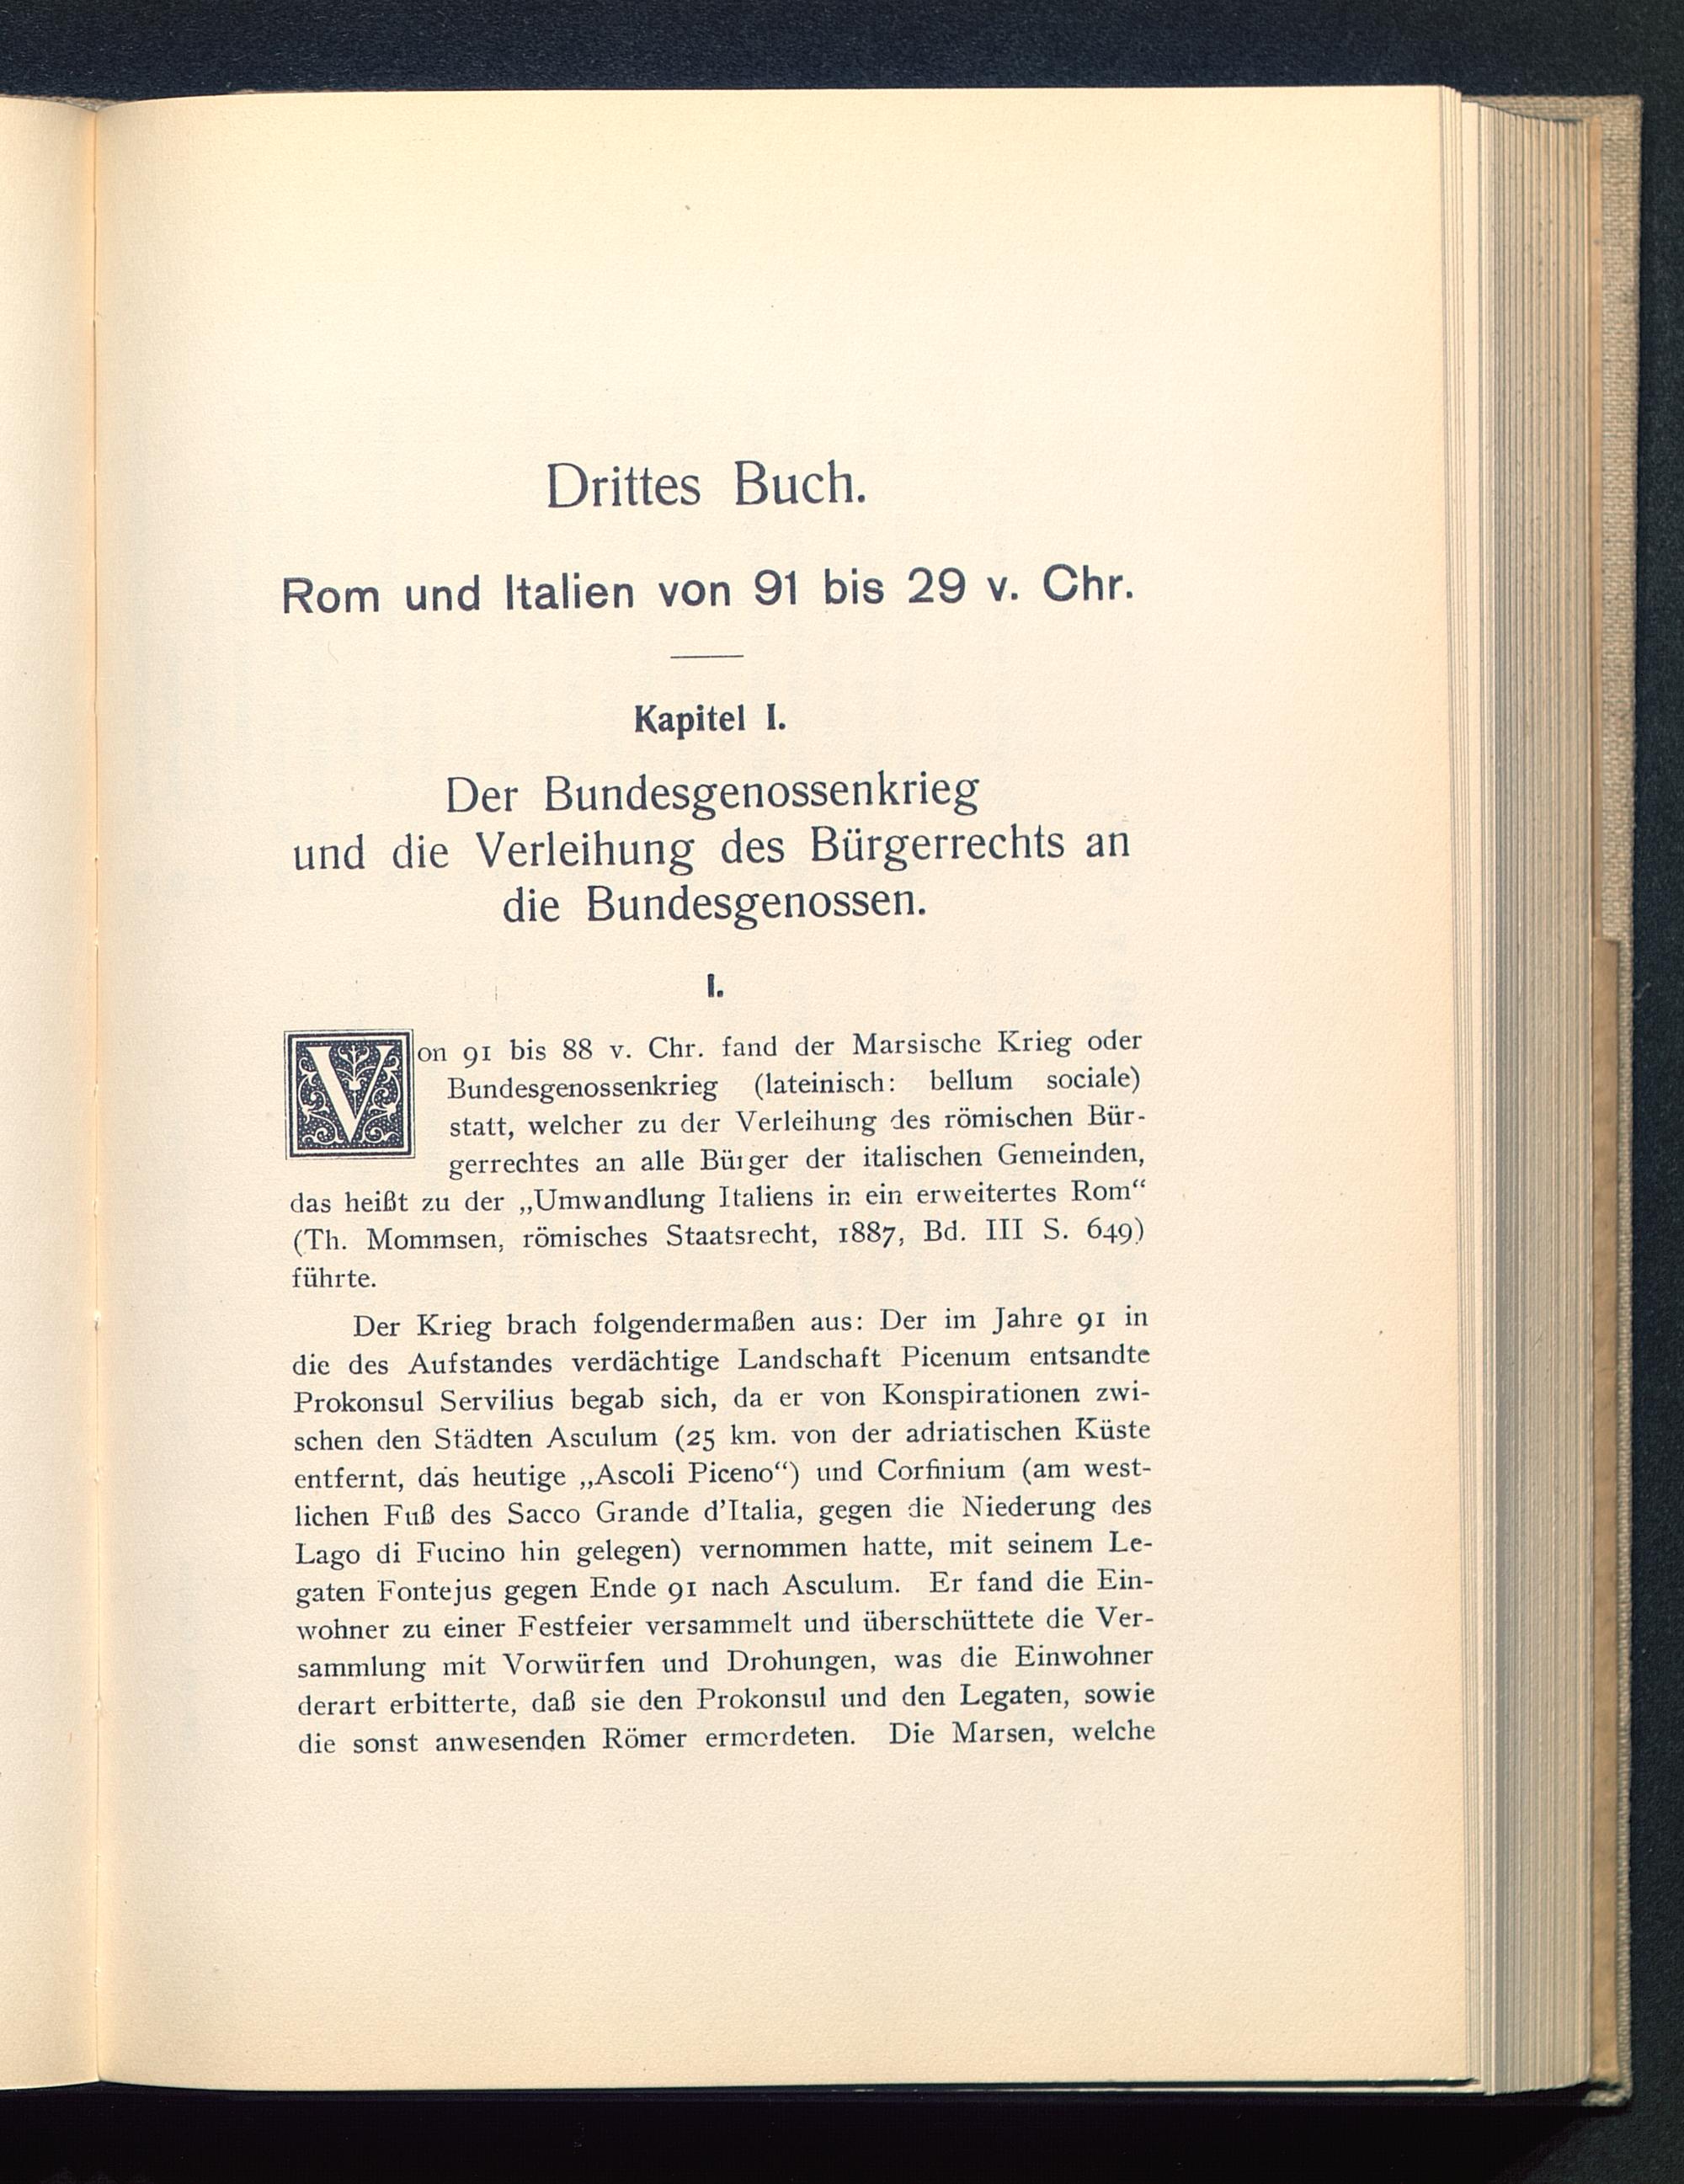 Drittes Buch.
Rom und Italien von 91 bis 29 v. Chr.
Kapitel I.
Der Bundesgenossenkrieg
und die Verleihung des Bürgerrechts an
die Bundesgenossen.
I.
Von 91 bis 88 v. Chr. fand der Marsische Krieg oder
Bundesgenossenkrieg (lateinisch: bellum sociale)
statt, welcher zu der Verleihung des römischen Bür-
gerrechtes an alle Bürger der italischen Gemeinden,
das heißt zu der „Umwandlung Italiens in ein erweitertes Rom“
(Th. Mommsen, römisches Staatsrecht, 1887, Bd. III S. 649)
führte.
Der Krieg brach folgendermaßen aus: Der im Jahre 91 in
die des Aufstandes verdächtige Landschaft Picenum entsandte
Prokonsul Servilius begab sich, da er von Konspirationen zwi-
schen den Städten Asculum (25 km. von der adriatischen Küste
entfernt, das heutige „Ascoli Piceno“) und Corfinium (am west-
lichen Fuß des Sacco Grande d'Italia, gegen die Niederung des
Lago di Fucino hin gelegen) vernommen hatte, mit seinem Le-
gaten Fontejus gegen Ende 91 nach Asculum. Er fand die Ein-
wohner zu einer Festfeier versammelt und überschüttete die Ver-
sammlung mit Vorwürfen und Drohungen, was die Einwohner
derart erbitterte, daß sie den Prokonsul und den Legaten, sowie
die sonst anwesenden Römer ermordeten. Die Marsen, welche